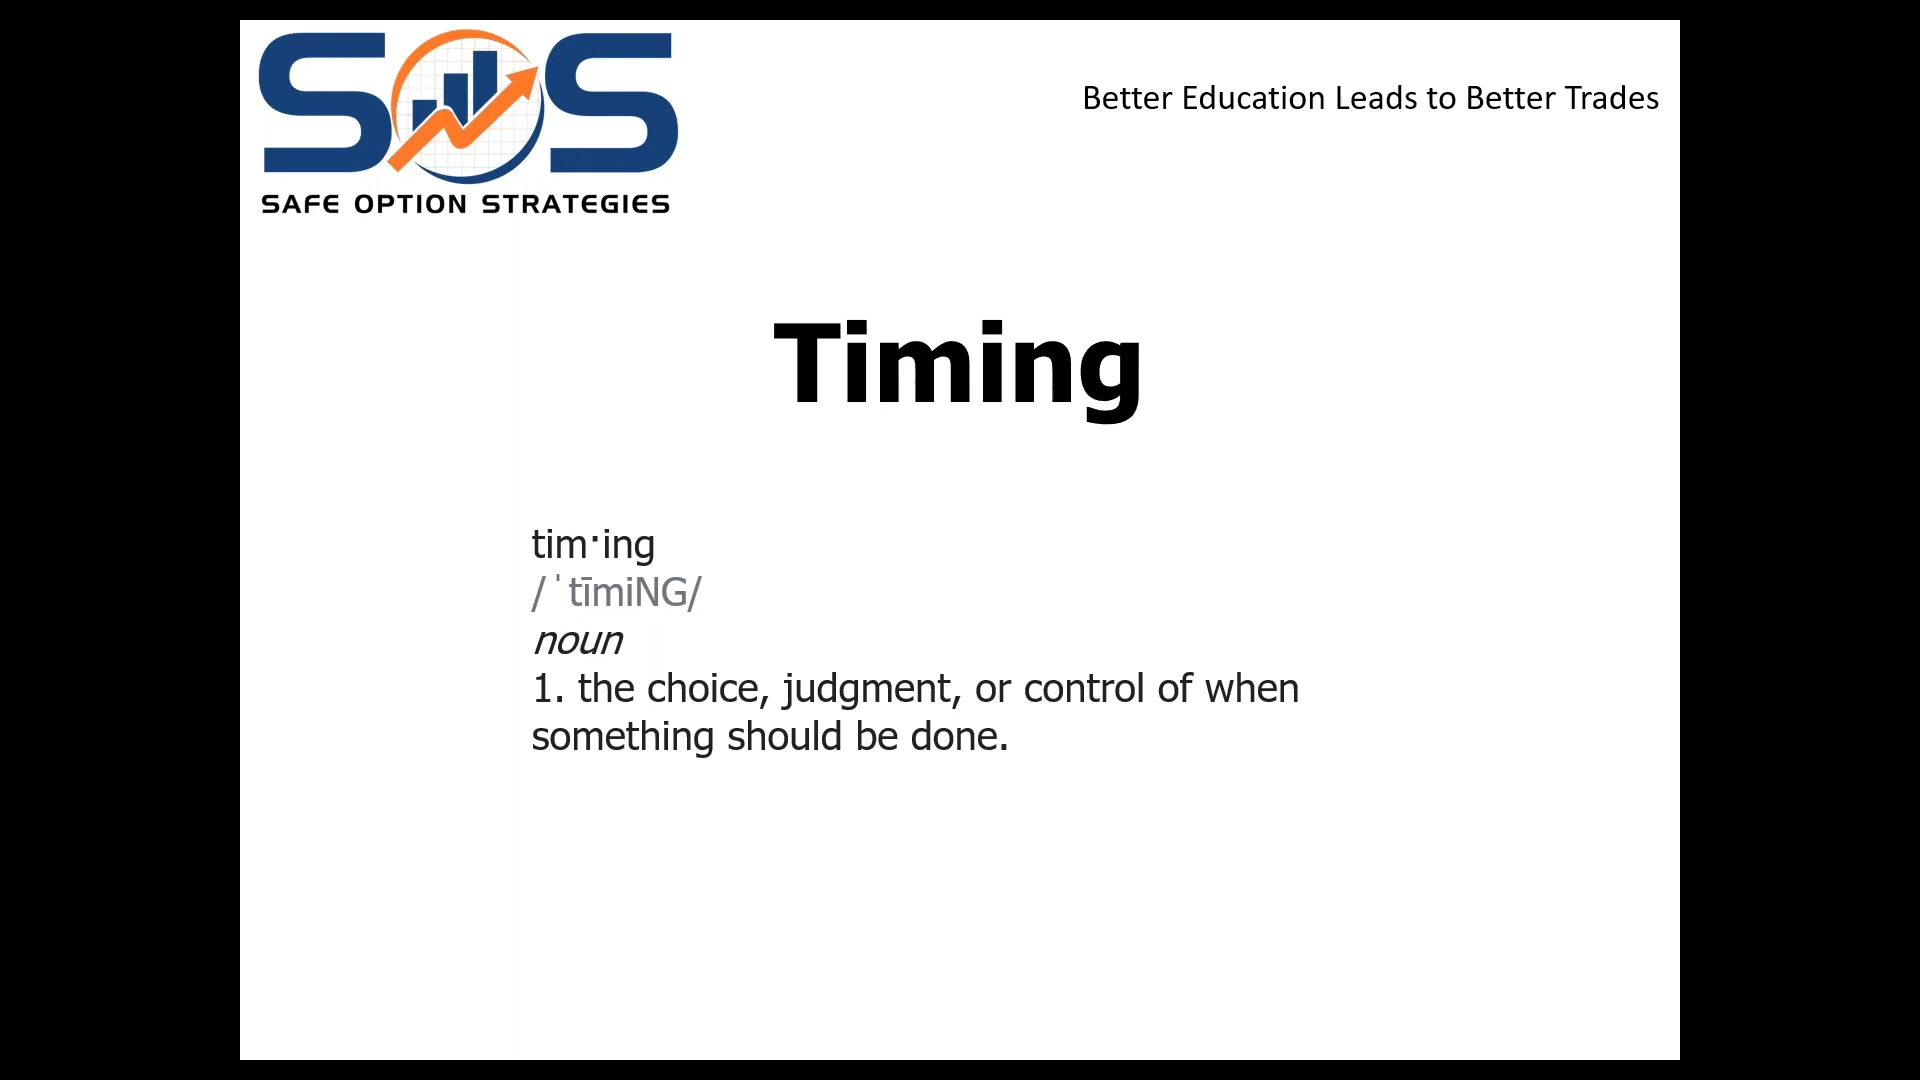 SOS
SAFE OPTION STRATEGIES
Better Education Leads to Better Trades
Timing
tim·ing
/ˈtīmiNG/
noun
1. the choice, judgment, or control of when
something should be done.